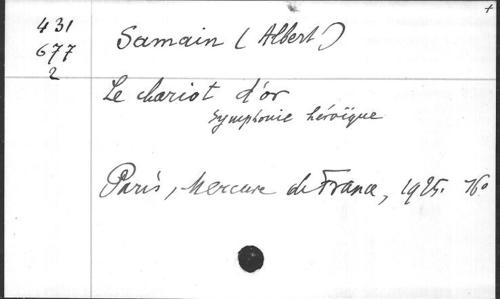 431
677
2
Samain (Albert)
Le chariot d'or
Symphonie héroïque
Paris, Mercure de France, 1925. 16°
+